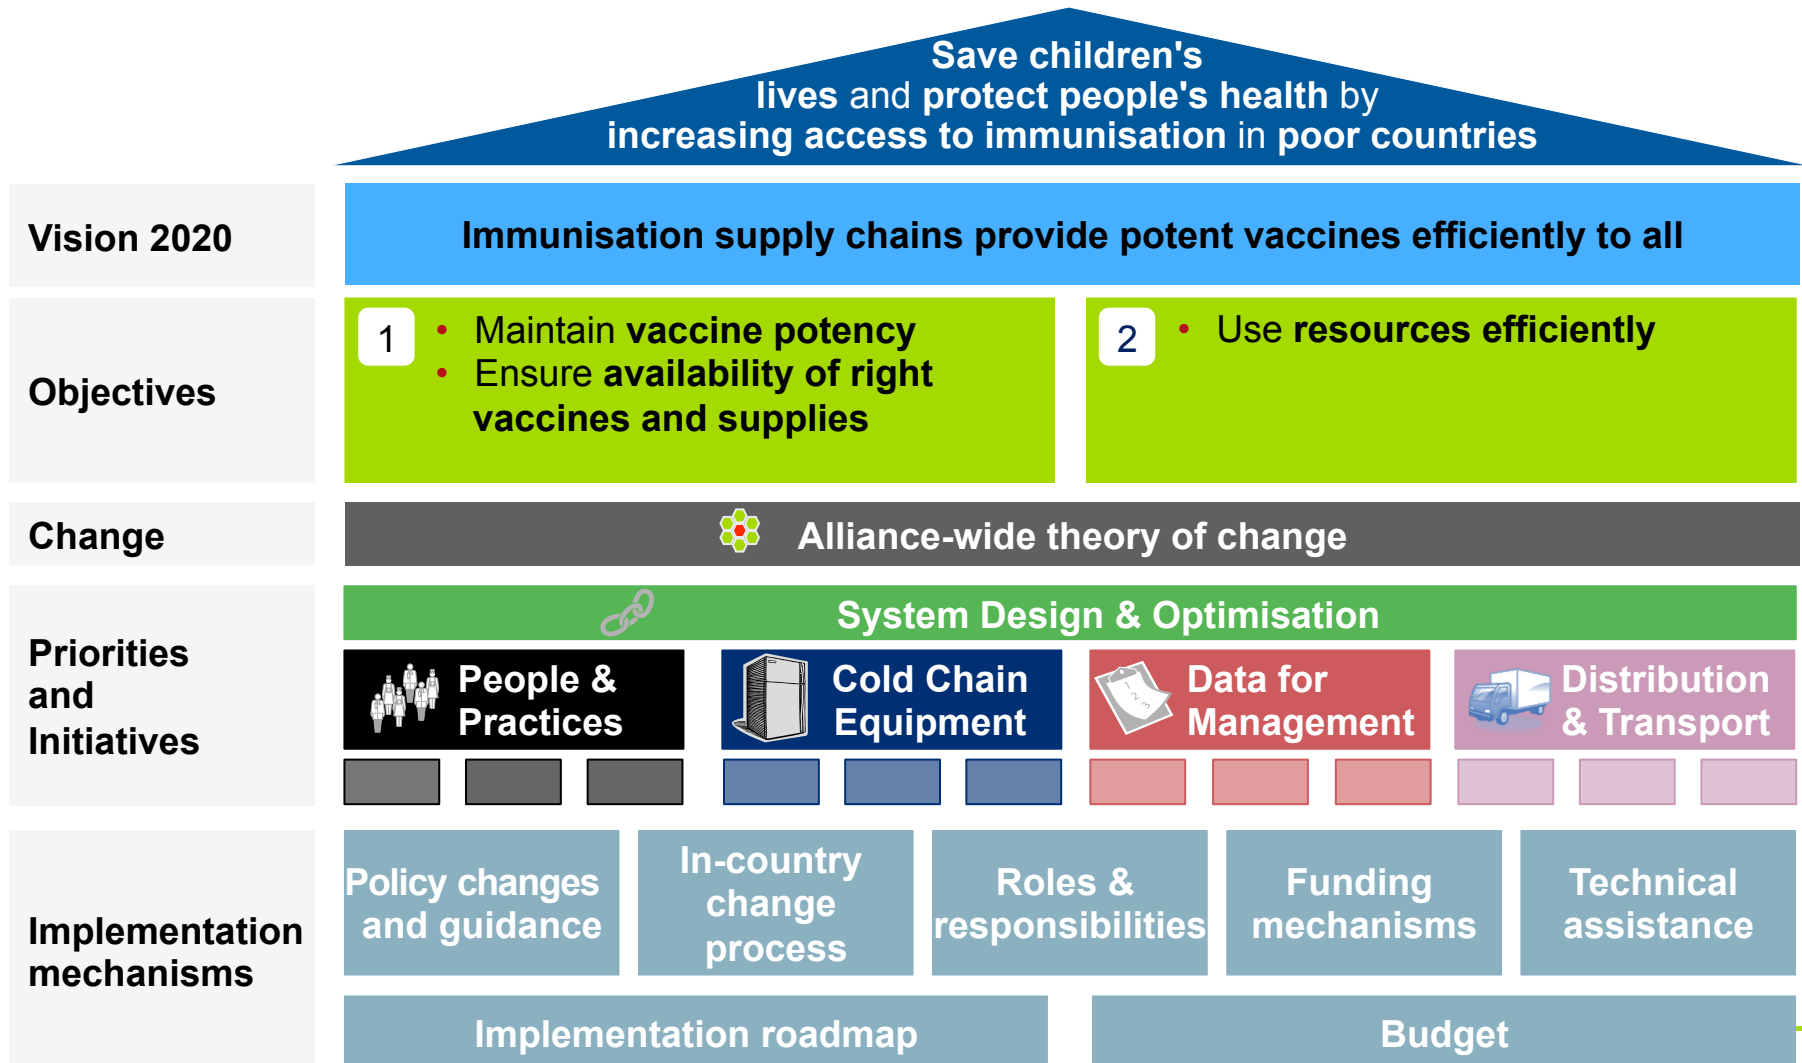 Save children's
lives and protect people's health by
increasing access to immunisation in poor countries
Vision 2020
Immunisation supply chains provide potent vaccines efficiently to all
Objectives
1
• Maintain vaccine potency
• Ensure availability of right
vaccines and supplies
2
• Use resources efficiently
Change
Alliance-wide theory of change
Priorities
and
Initiatives
System Design & Optimisation
People &
Practices
Cold Chain
Equipment
1
2
3
Data for
Management
Distribution
& Transport
Implementation
mechanisms
Policy changes
and guidance
In-country
change
process
Roles &
responsibilities
Funding
mechanisms
Technical
assistance
Implementation roadmap
Budget